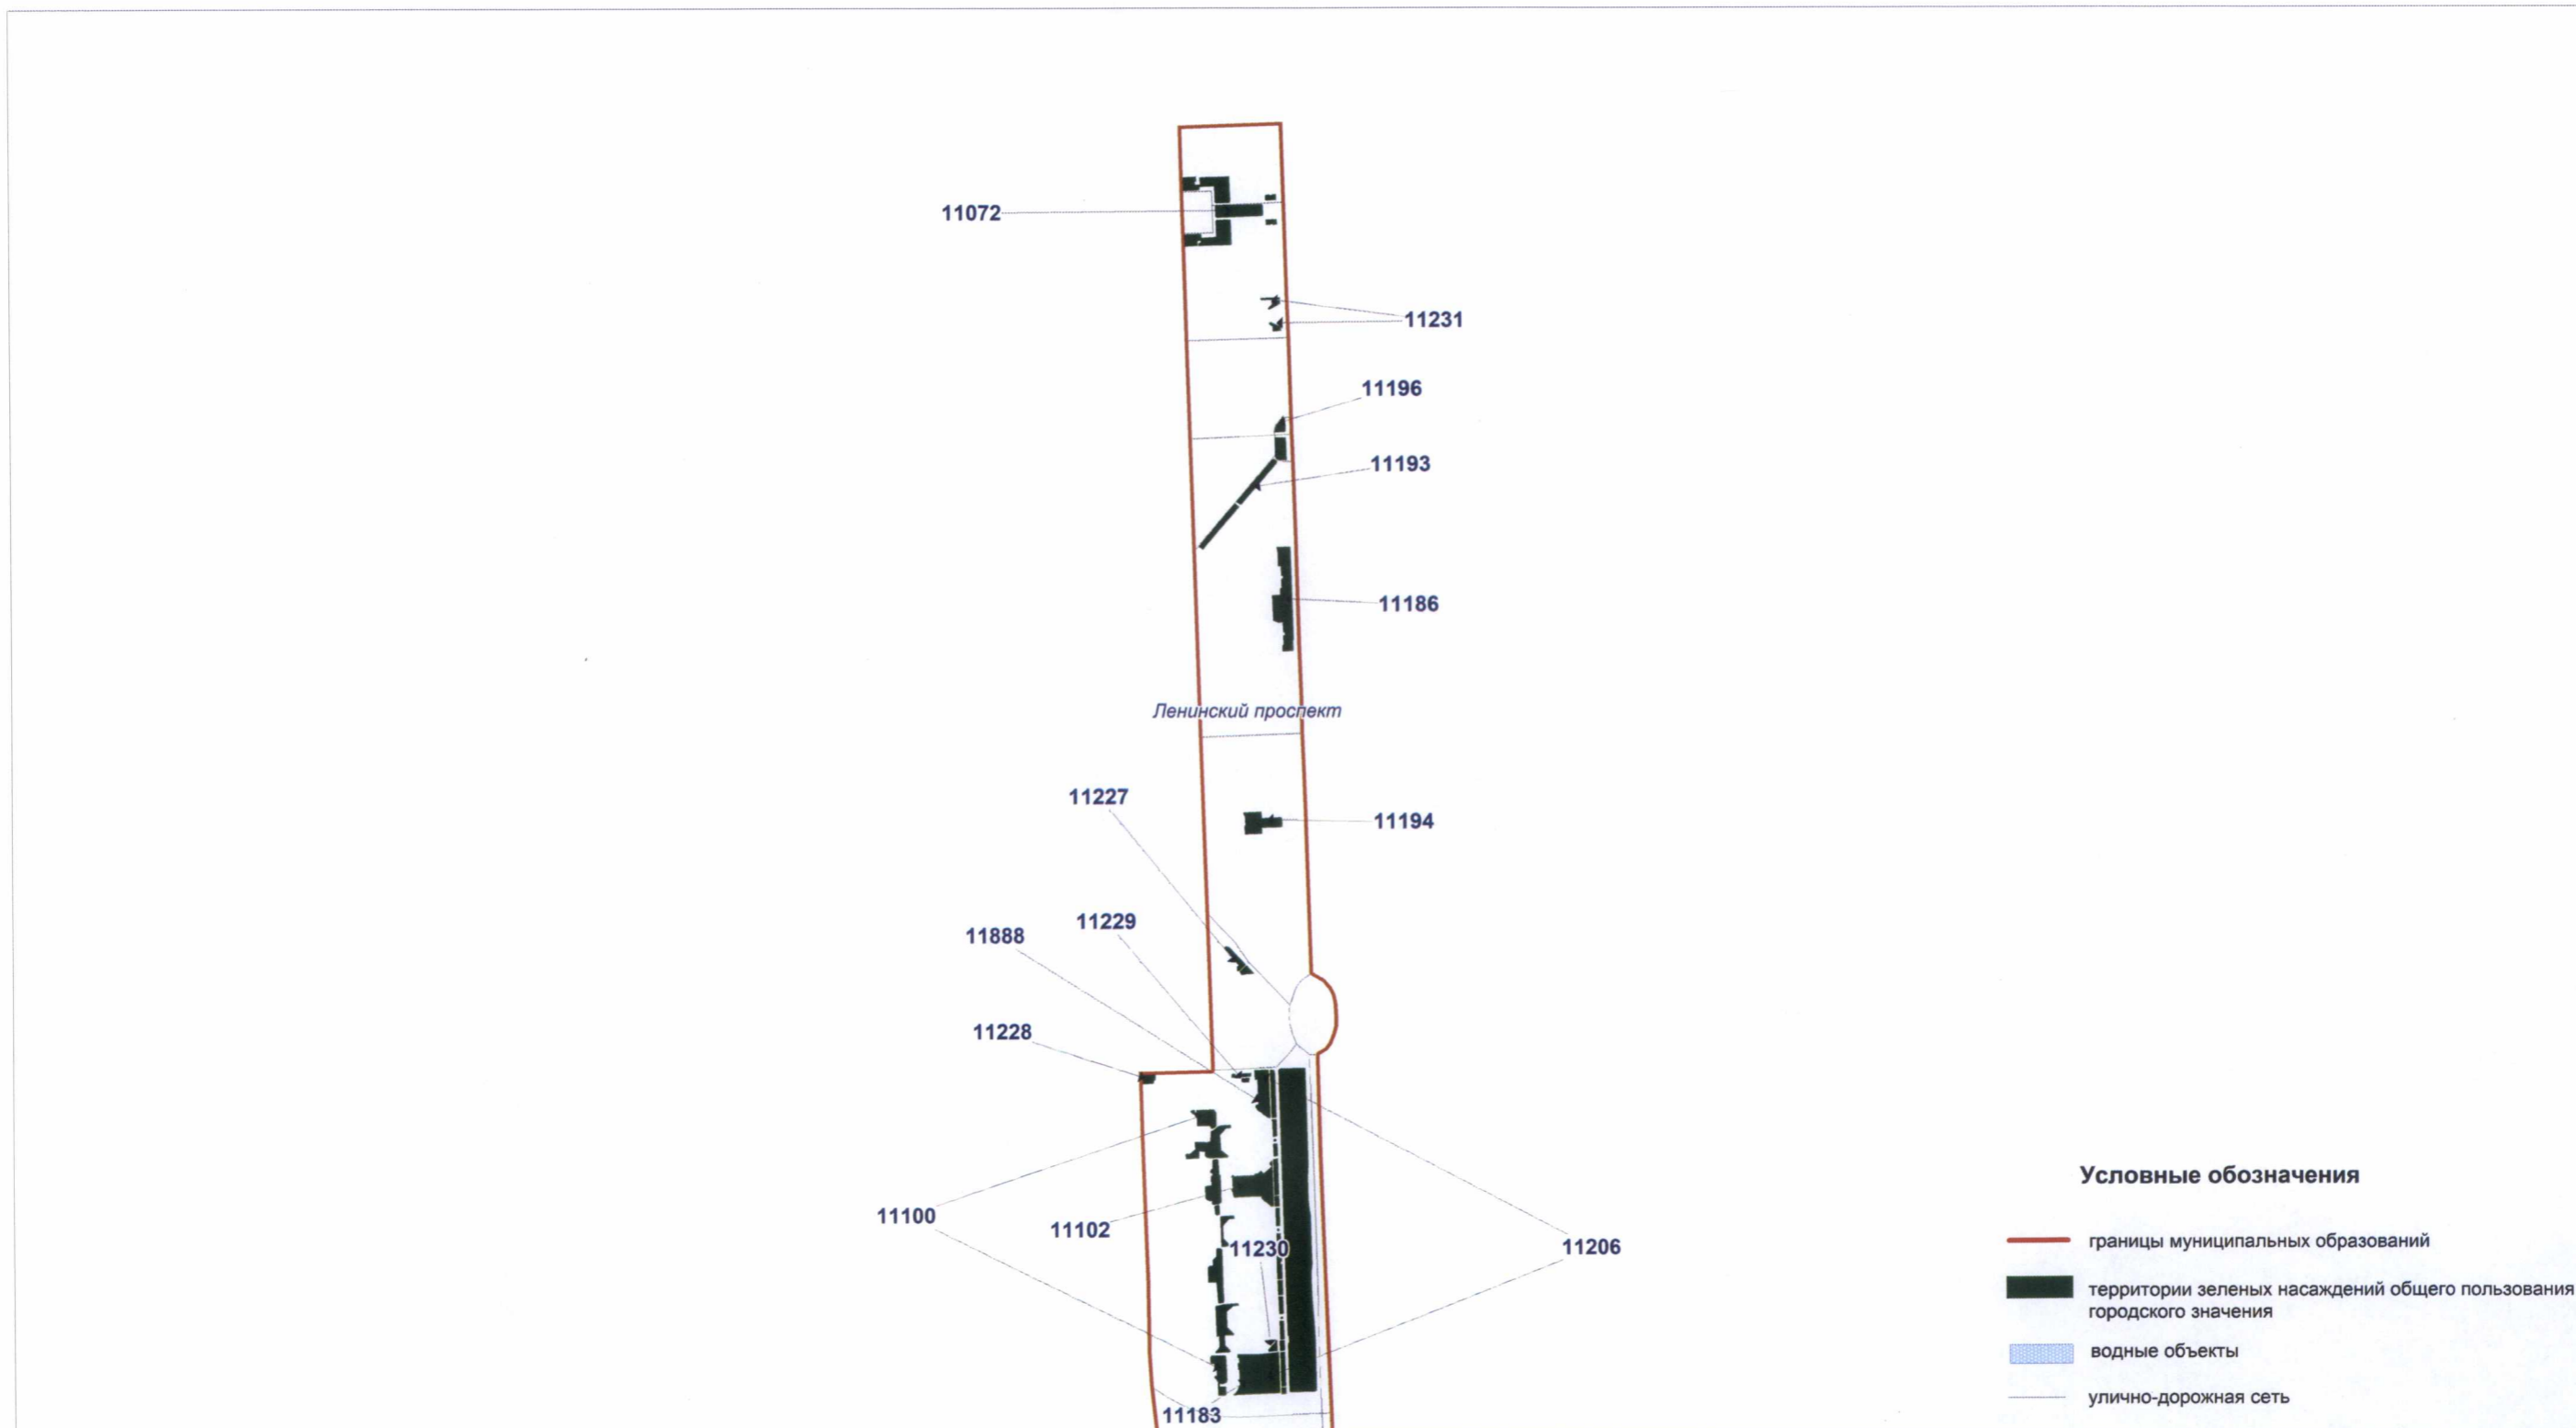 11072
11231
11196
11193
11186
Ленинский проспект
11227
11194
11229
11888
11228
11100
11102
11230
11206
11183
Условные обозначения
границы муниципальных образований
территории зеленых насаждений общего пользования
городского значения
водные объекты
улично-дорожная сеть